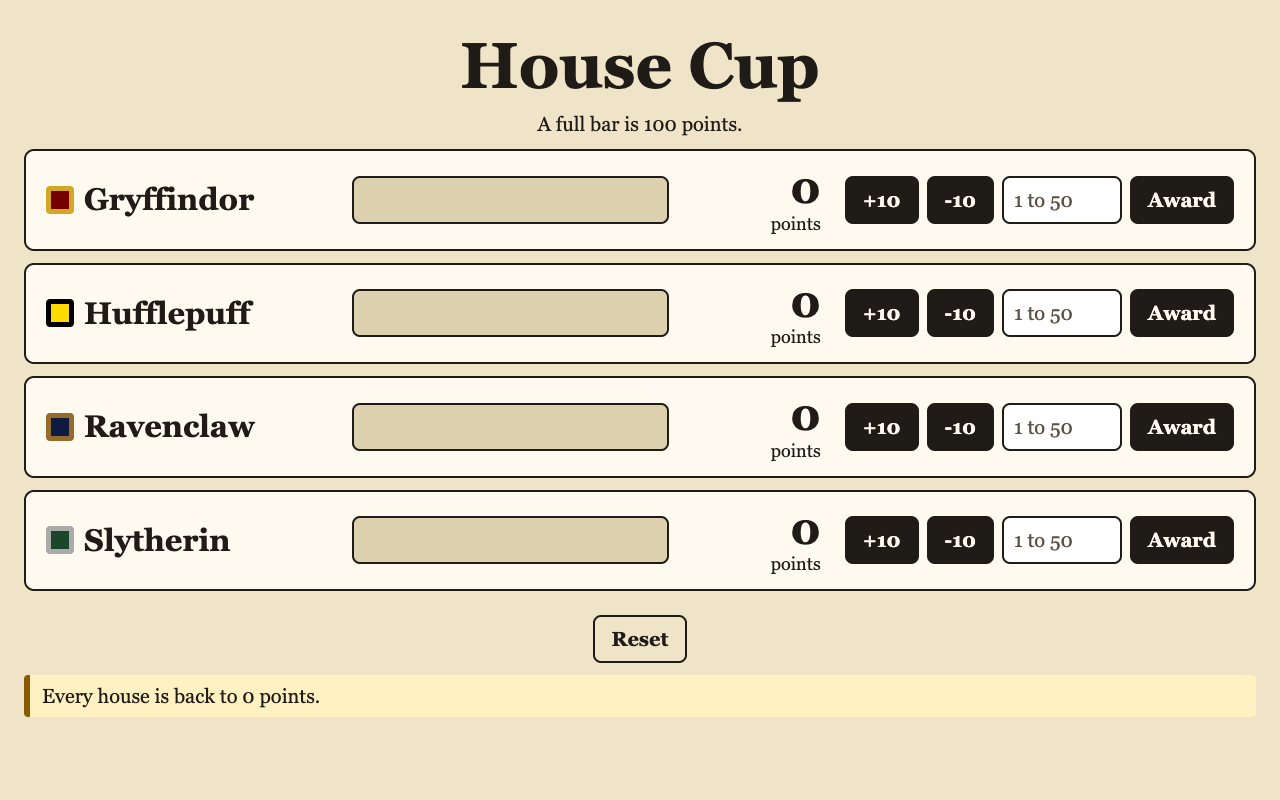 House Cup
A full bar is 100 points.
Gryffindor
0
points
+10 -10 1 to 50 Award
Hufflepuff
0
points
+10 -10 1 to 50 Award
Ravenclaw
0
points
+10 -10 1 to 50 Award
Slytherin
0
points
+10 -10 1 to 50 Award
Reset
Every house is back to 0 points.